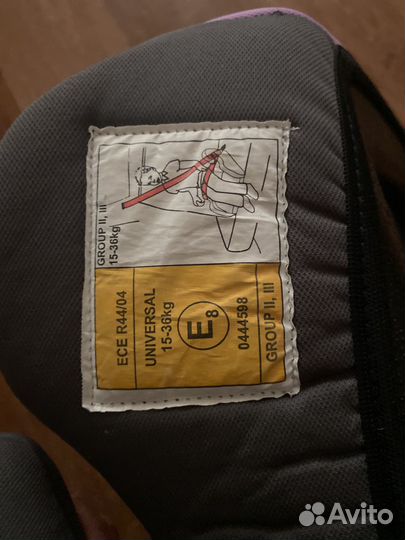 GROUP II, III
15-36kg
ECE R44/04
UNIVERSAL
15-36kg
E8
0444598
GROUP II, III
Avito